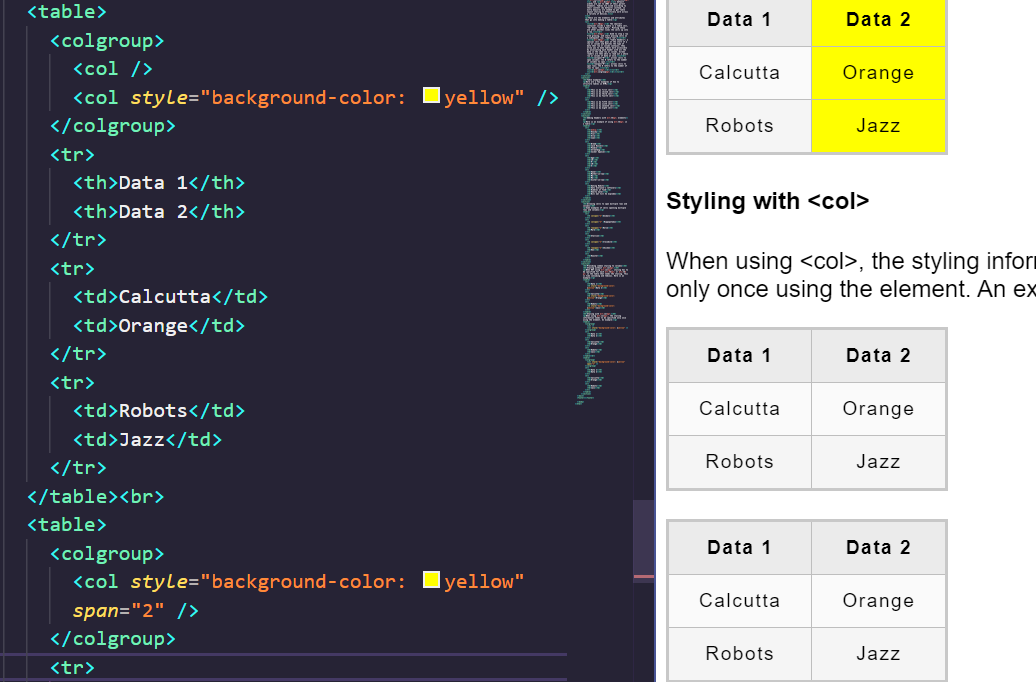 <table>
<colgroup>
<col />
<col style="background-color: yellow" />
</colgroup>
<tr>
<th>Data 1</th>
<th>Data 2</th>
</tr>
<tr>
<td>Calcutta</td>
<td>Orange</td>
</tr>
<tr>
<td>Robots</td>
<td>Jazz</td>
</tr>
</table><br>
<table>
<colgroup>
<col style="background-color: yellow"
span="2" />
</colgroup>
<tr>
Data 1 Data 2
Calcutta Orange
Robots Jazz
Styling with <col>
When using <col>, the styling infor
only once using the element. An ex
Data 1 Data 2
Calcutta Orange
Robots Jazz
Data 1 Data 2
Calcutta Orange
Robots Jazz